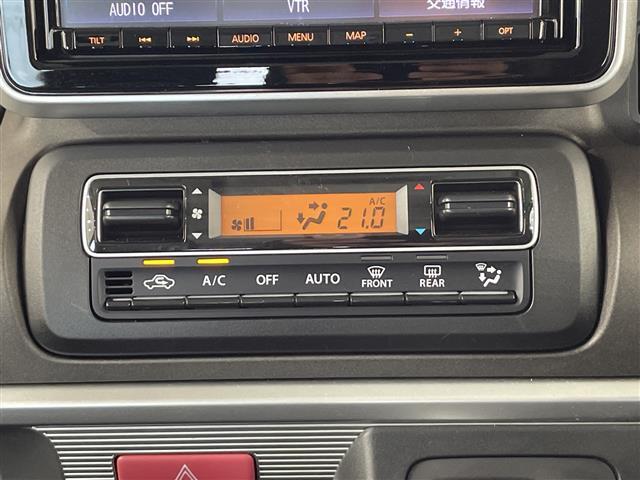 AUDIO OFF VTR 交通情報
TILT AUDIO MENU MAP - + OPT
A/C
21.0
A/C OFF AUTO FRONT REAR